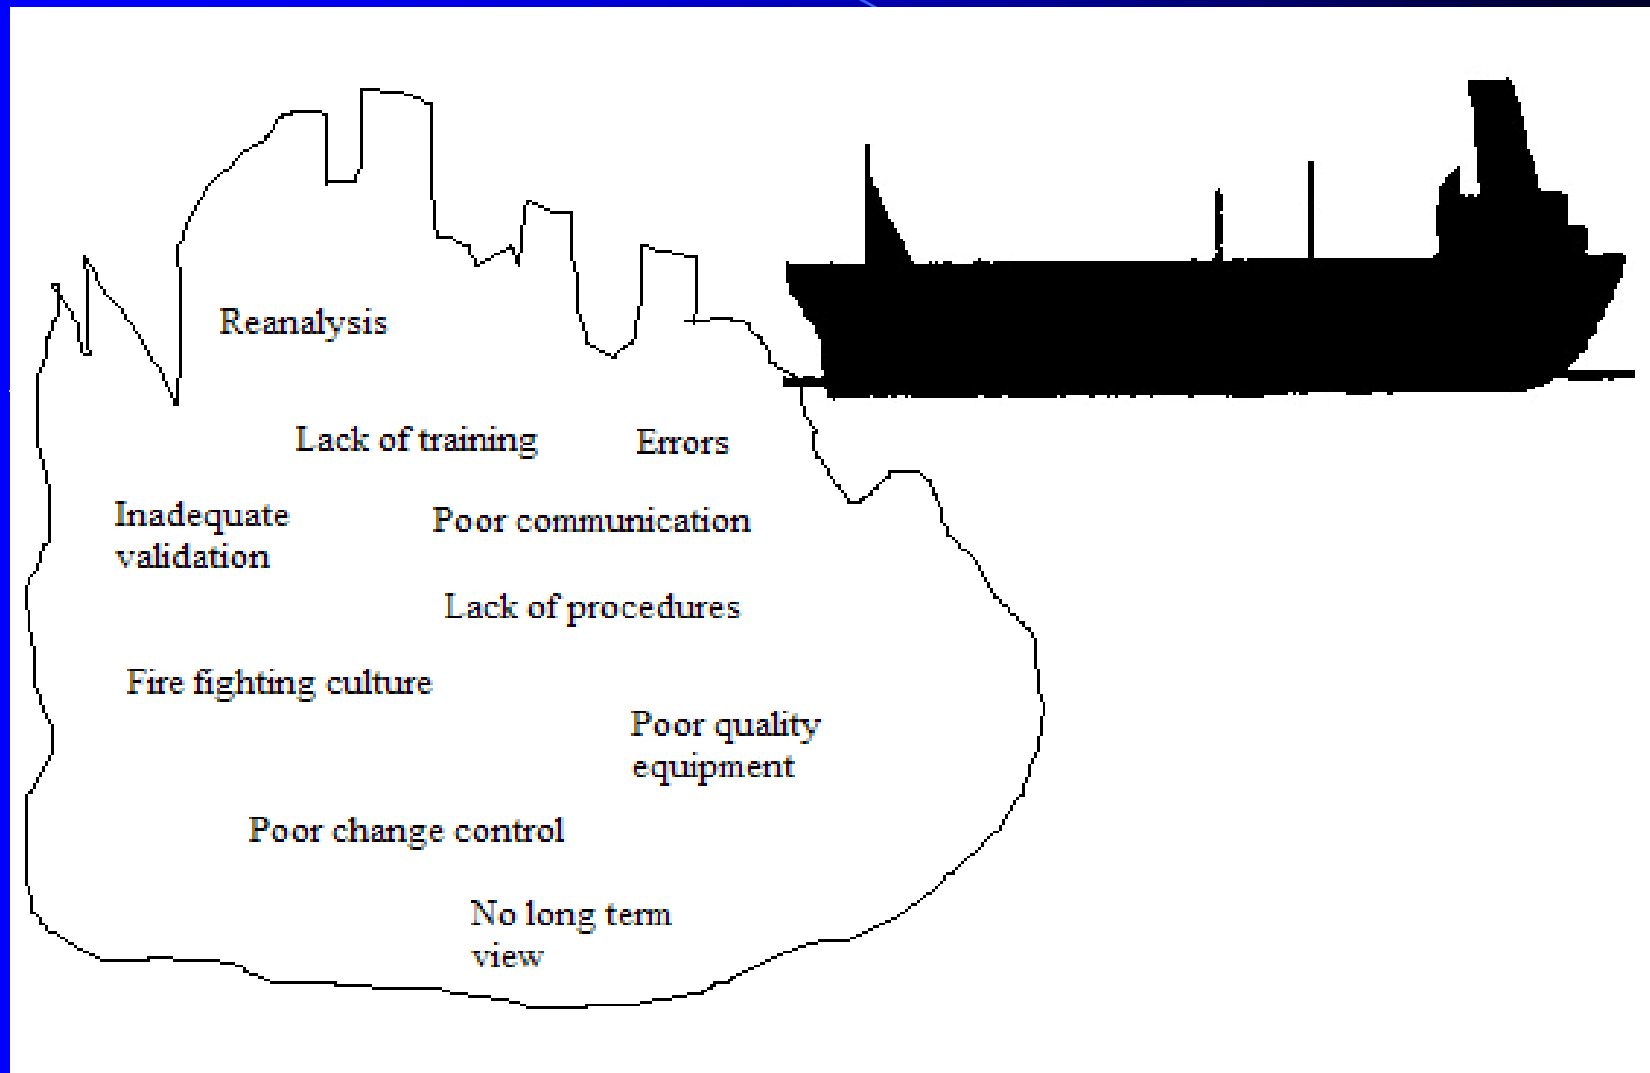 Reanalysis
Lack of training
Errors
Inadequate
validation
Poor communication
Lack of procedures
Fire fighting culture
Poor quality
equipment
Poor change control
No long term
view